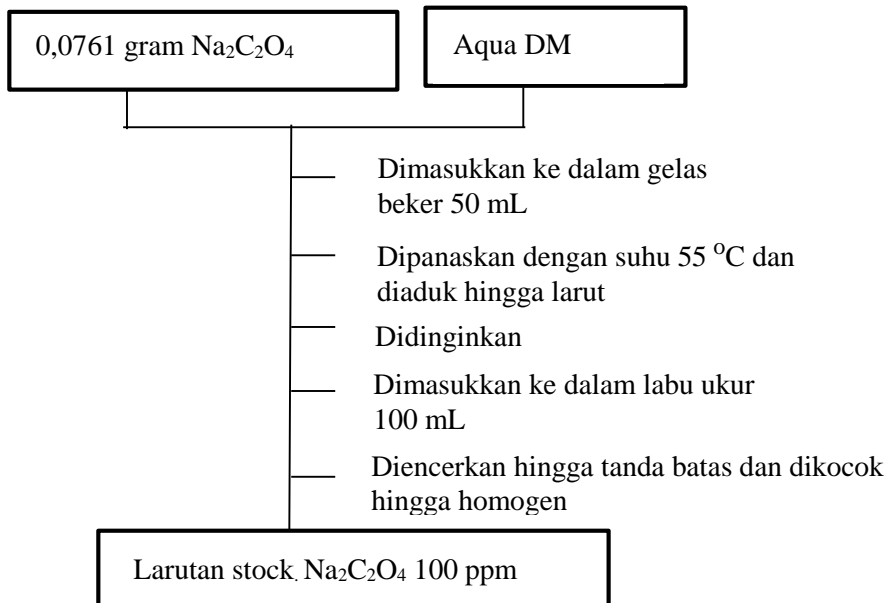 0,0761 gram Na₂C₂O₄
Aqua DM
Dimasukkan ke dalam gelas
beker 50 mL
Dipanaskan dengan suhu 55 ᴼC dan
diaduk hingga larut
Didinginkan
Dimasukkan ke dalam labu ukur
100 mL
Diencerkan hingga tanda batas dan dikocok
hingga homogen
Larutan stock. Na₂C₂O₄ 100 ppm